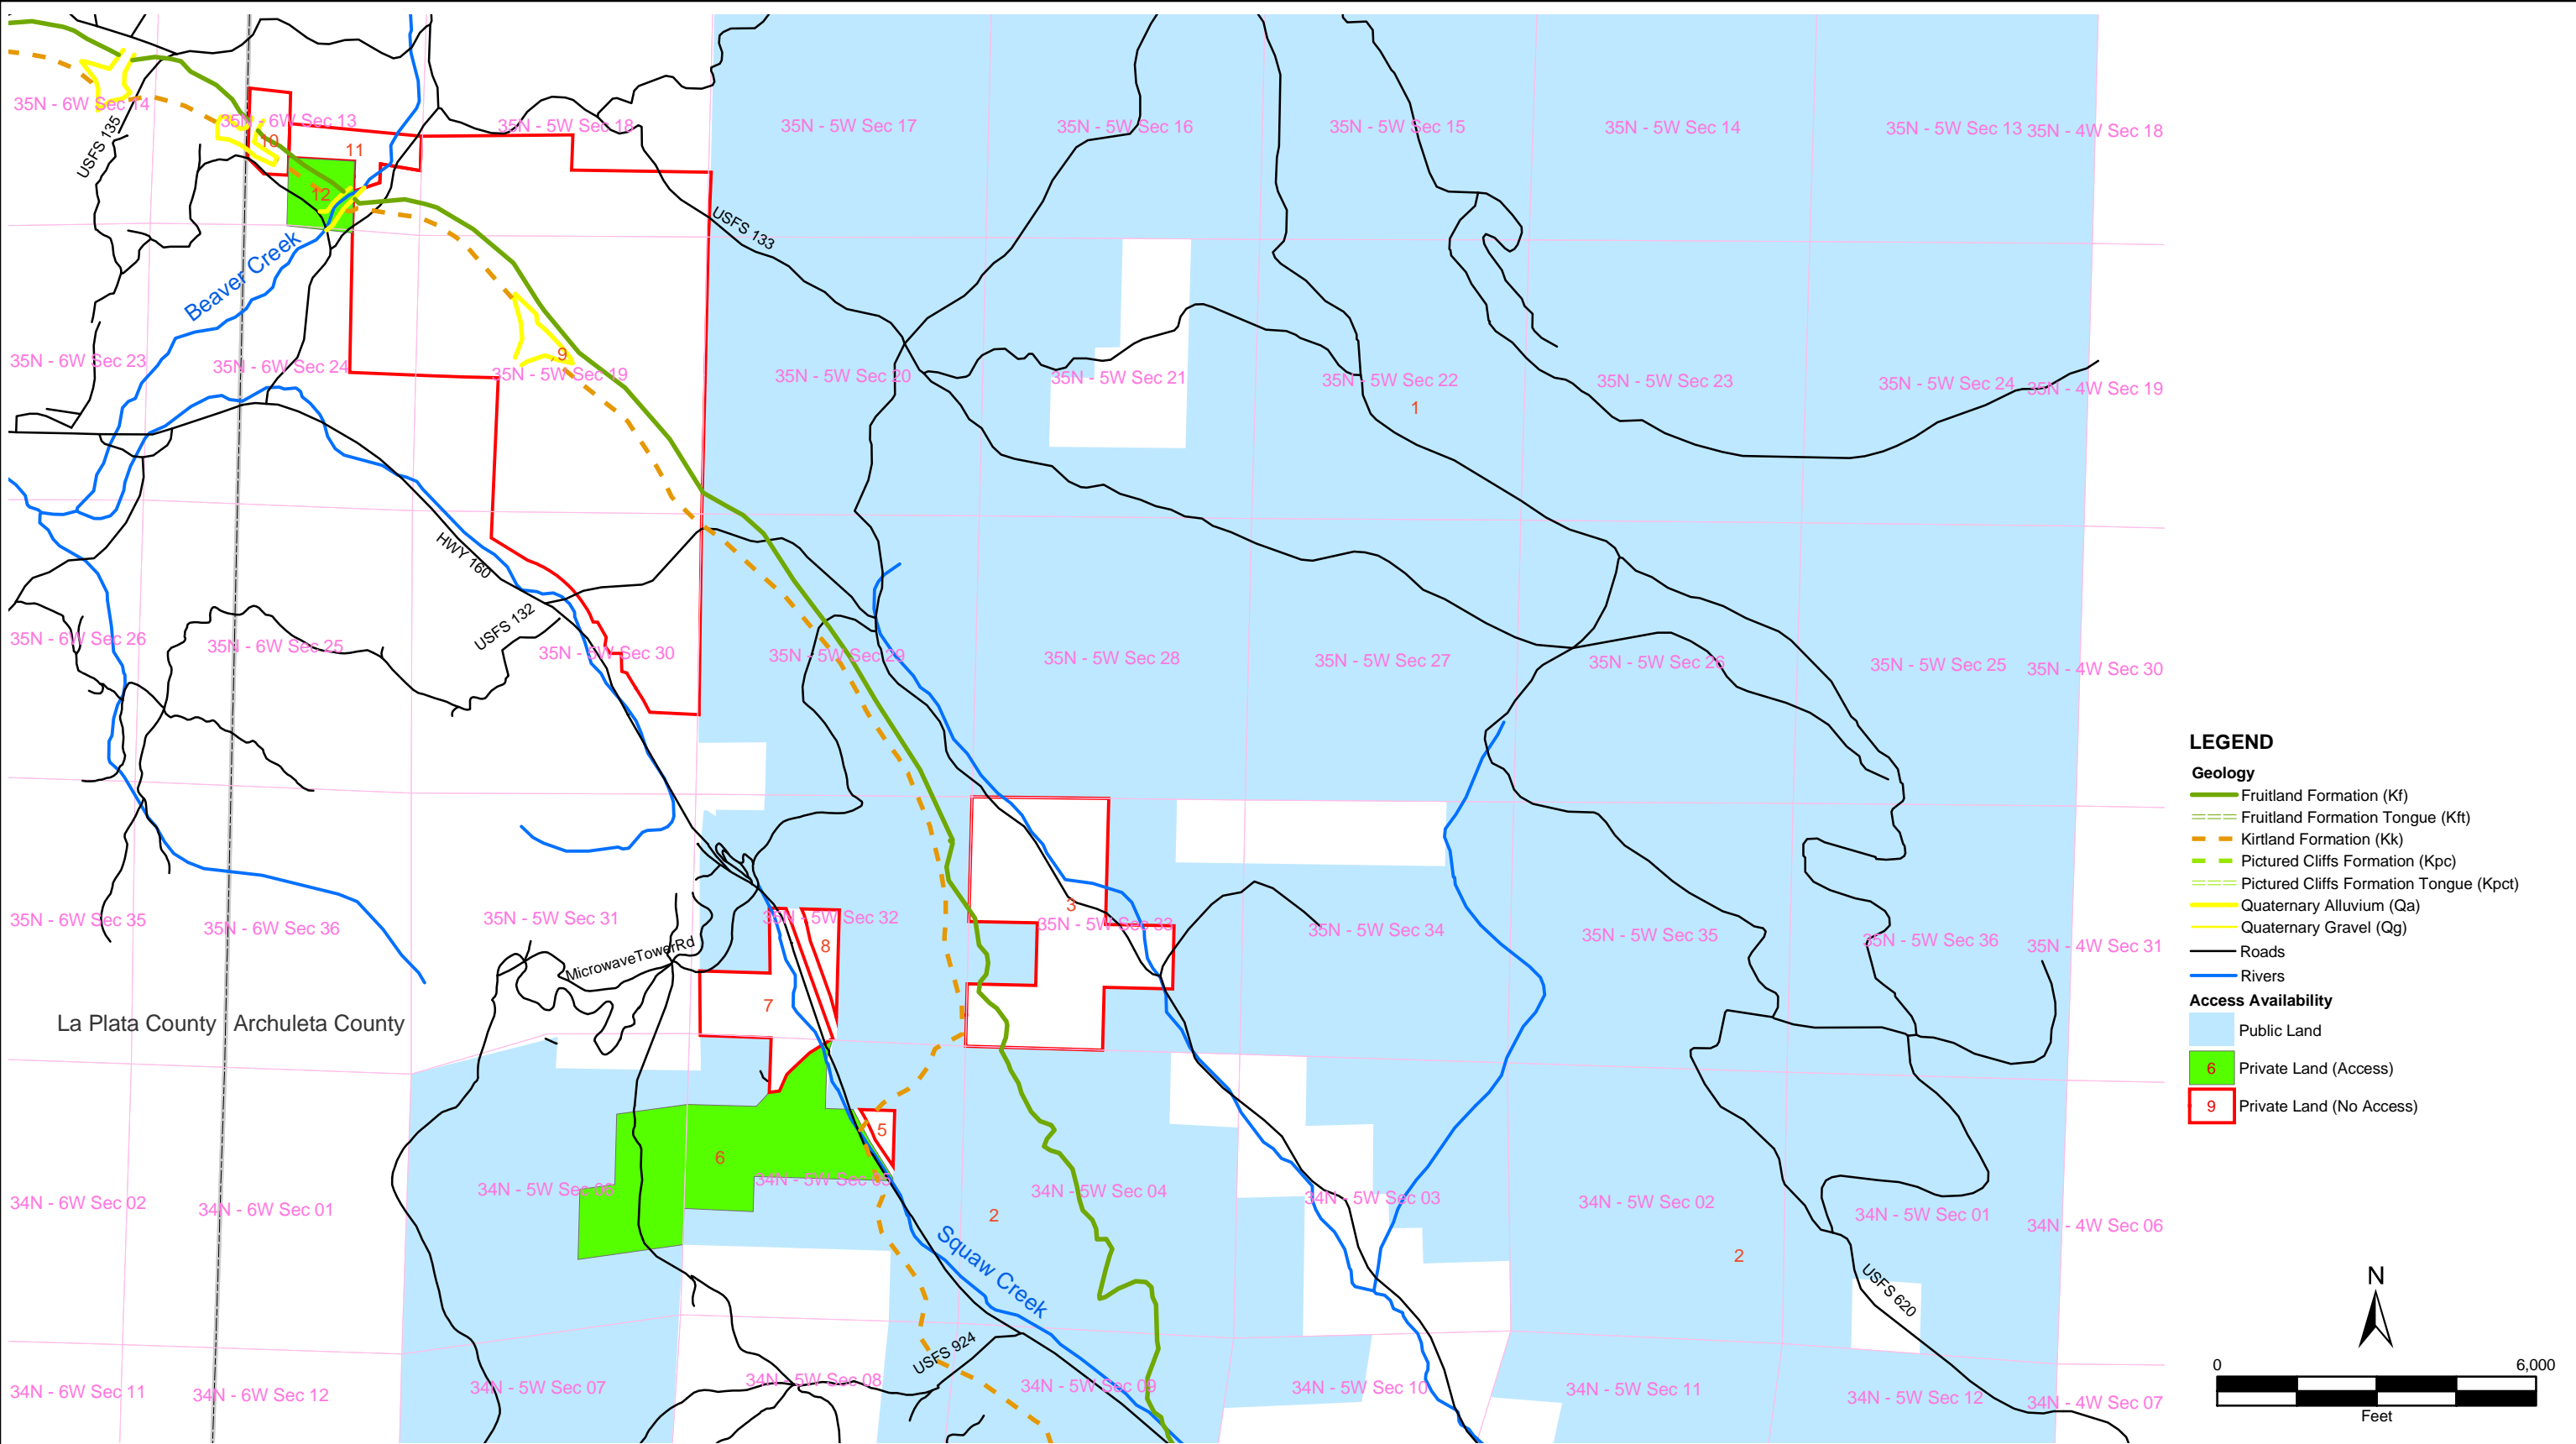 35N - 6W Sec 14
35N - 6W Sec 13
35N - 5W Sec 18
35N - 5W Sec 17
35N - 5W Sec 16
35N - 5W Sec 15
35N - 5W Sec 14
35N - 5W Sec 13
35N - 4W Sec 18
USFS 135
10
11
12
USFS 133
Beaver Creek
35N - 6W Sec 23
35N - 6W Sec 24
9
35N - 5W Sec 19
35N - 5W Sec 20
35N - 5W Sec 21
35N - 5W Sec 22
35N - 5W Sec 23
35N - 5W Sec 24
35N - 4W Sec 19
1
HWY 160
USFS 132
35N - 6W Sec 26
35N - 6W Sec 25
35N - 5W Sec 30
35N - 5W Sec 29
35N - 5W Sec 28
35N - 5W Sec 27
35N - 5W Sec 26
35N - 5W Sec 25
35N - 4W Sec 30
35N - 6W Sec 35
35N - 6W Sec 36
35N - 5W Sec 31
35N - 5W Sec 32
3
35N - 5W Sec 33
35N - 5W Sec 34
35N - 5W Sec 35
35N - 5W Sec 36
35N - 4W Sec 31
MicrowaveTowerRd
8
7
La Plata County
Archuleta County
5
6
34N - 6W Sec 02
34N - 6W Sec 01
34N - 5W Sec 06
34N - 5W Sec 05
34N - 5W Sec 04
34N - 5W Sec 03
34N - 5W Sec 02
34N - 5W Sec 01
34N - 4W Sec 06
2
2
Squaw Creek
USFS 620
USFS 924
34N - 6W Sec 11
34N - 6W Sec 12
34N - 5W Sec 07
34N - 5W Sec 08
34N - 5W Sec 09
34N - 5W Sec 10
34N - 5W Sec 11
34N - 5W Sec 12
34N - 4W Sec 07
LEGEND
Geology
Fruitland Formation (Kf)
Fruitland Formation Tongue (Kft)
Kirtland Formation (Kk)
Pictured Cliffs Formation (Kpc)
Pictured Cliffs Formation Tongue (Kpct)
Quaternary Alluvium (Qa)
Quaternary Gravel (Qg)
Roads
Rivers
Access Availability
Public Land
6 Private Land (Access)
9 Private Land (No Access)
N
0 6,000
Feet